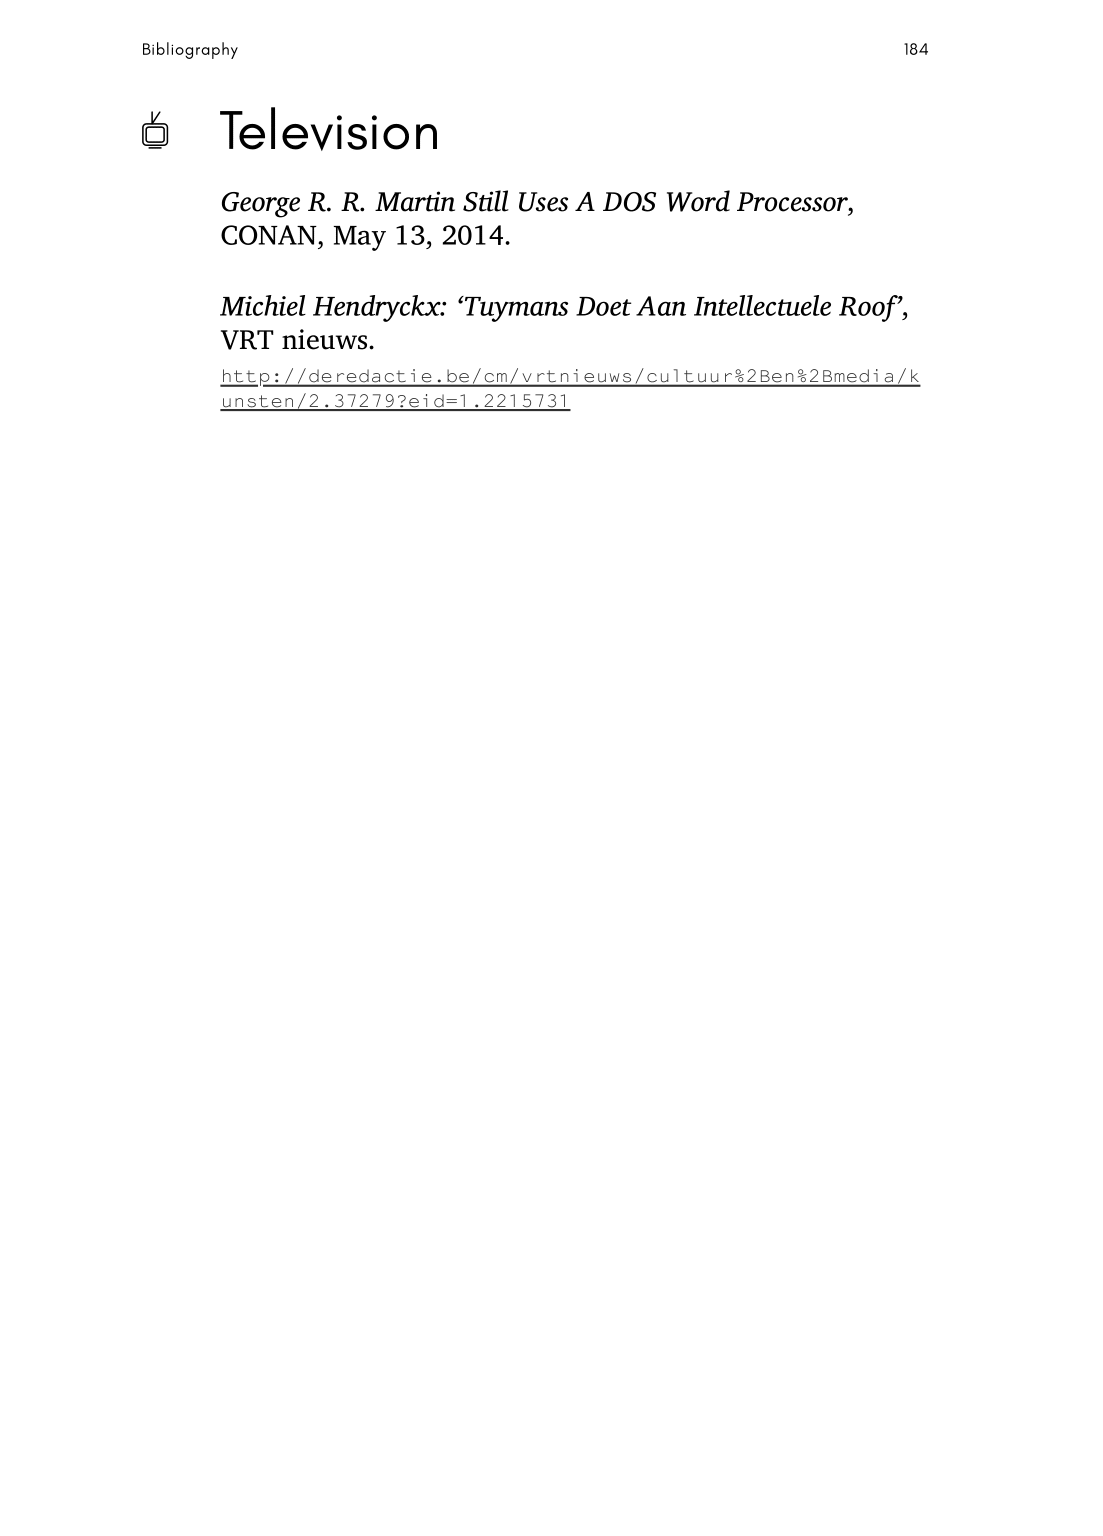 Bibliography 184
Television
George R. R. Martin Still Uses A DOS Word Processor,
CONAN, May 13, 2014.
Michiel Hendryckx: ‘Tuymans Doet Aan Intellectuele Roof’,
VRT nieuws.
http://deredactie.be/cm/vrtnieuws/cultuur%2Ben%2Bmedia/k
unsten/2.37279?eid=1.2215731